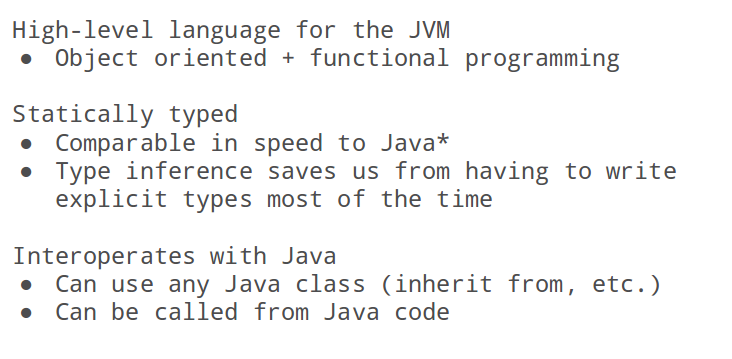 High-level language for the JVM
● Object oriented + functional programming
Statically typed
● Comparable in speed to Java*
● Type inference saves us from having to write
explicit types most of the time
Interoperates with Java
● Can use any Java class (inherit from, etc.)
● Can be called from Java code